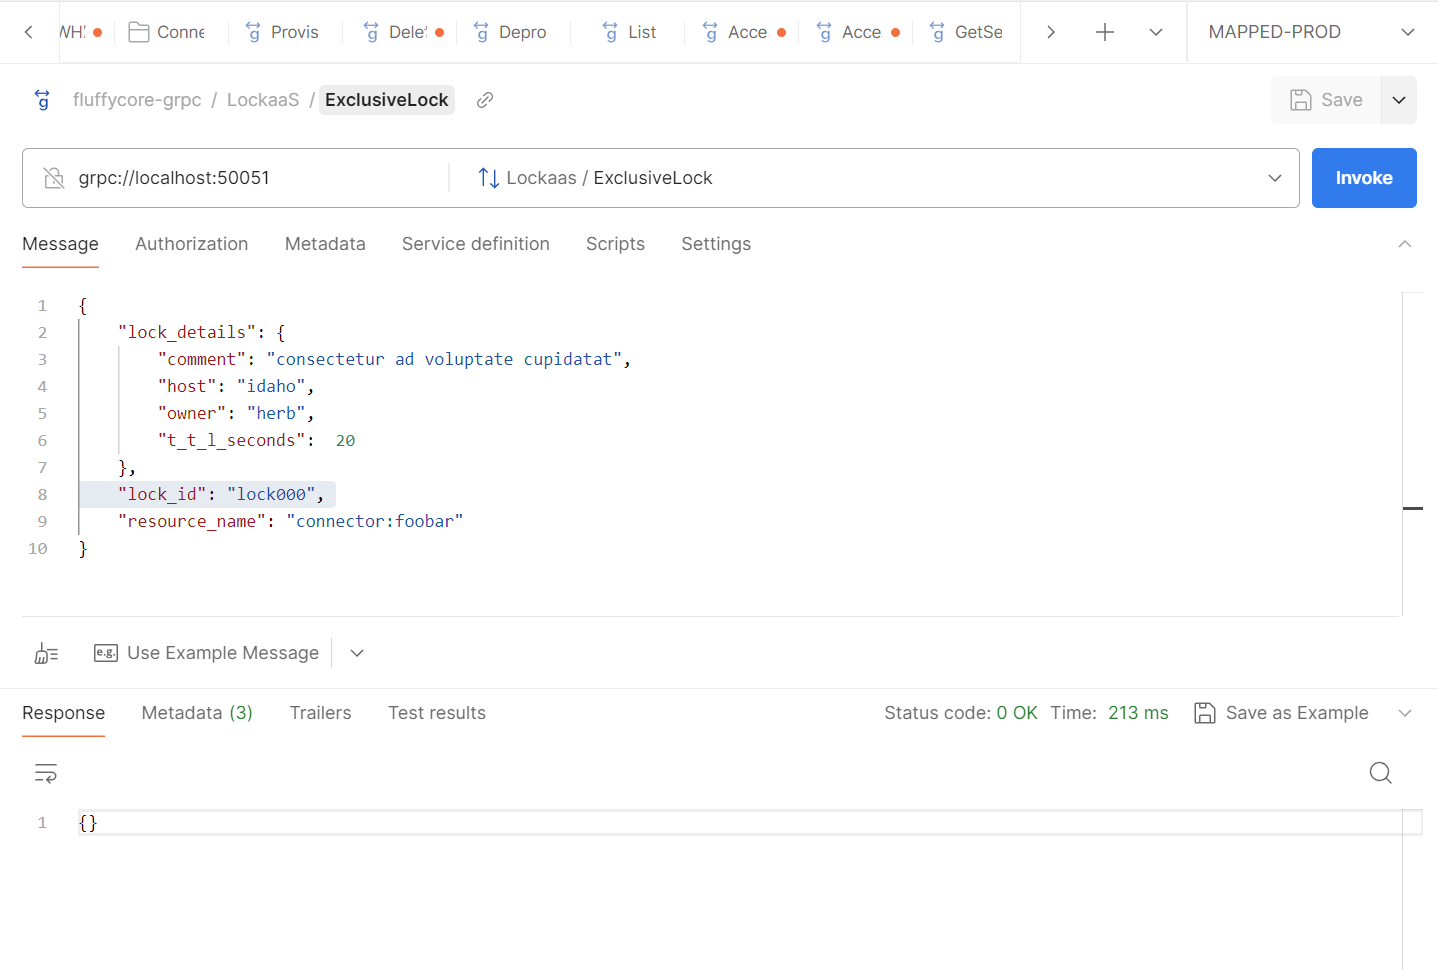 WH' Conne Provis Dele' Depro List Acce Acce GetSe MAPPED-PROD
fluffycore-grpc / LockaaS / ExclusiveLock Save
grpc://localhost:50051 Lockaas / ExclusiveLock Invoke
Message Authorization Metadata Service definition Scripts Settings
1 {
2 "lock_details": {
3 "comment": "consectetur ad voluptate cupidatat",
4 "host": "idaho",
5 "owner": "herb",
6 "t_t_l_seconds": 20
7 },
8 "lock_id": "lock000",
9 "resource_name": "connector:foobar"
10 }
e.g. Use Example Message
Response Metadata (3) Trailers Test results Status code: 0 OK Time: 213 ms Save as Example
1 {}